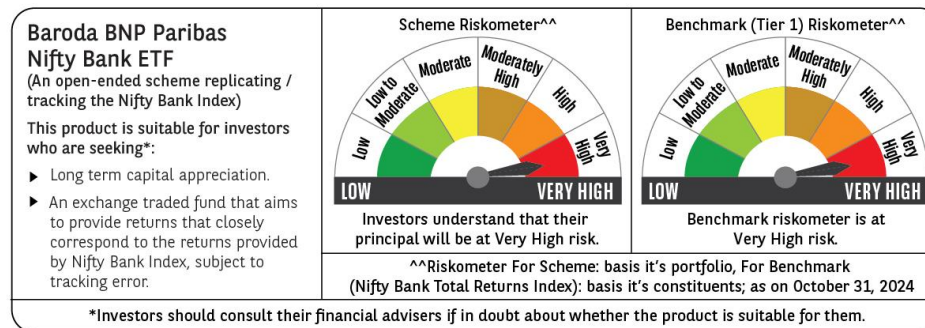 Baroda BNP Paribas
Nifty Bank ETF
(An open-ended scheme replicating /
tracking the Nifty Bank Index)
This product is suitable for investors
who are seeking*:
▶ Long term capital appreciation.
▶ An exchange traded fund that aims
to provide returns that closely
correspond to the returns provided
by Nifty Bank Index, subject to
tracking error.
Scheme Riskometer^^
Low
Low to
Moderate
Moderate
Moderately
High
High
Very
High
LOW VERY HIGH
Investors understand that their
principal will be at Very High risk.
Benchmark (Tier 1) Riskometer^^
Low
Low to
Moderate
Moderate
Moderately
High
High
Very
High
LOW VERY HIGH
Benchmark riskometer is at
Very High risk.
^^Riskometer For Scheme: basis it's portfolio, For Benchmark
(Nifty Bank Total Returns Index): basis it's constituents; as on October 31, 2024
*Investors should consult their financial advisers if in doubt about whether the product is suitable for them.